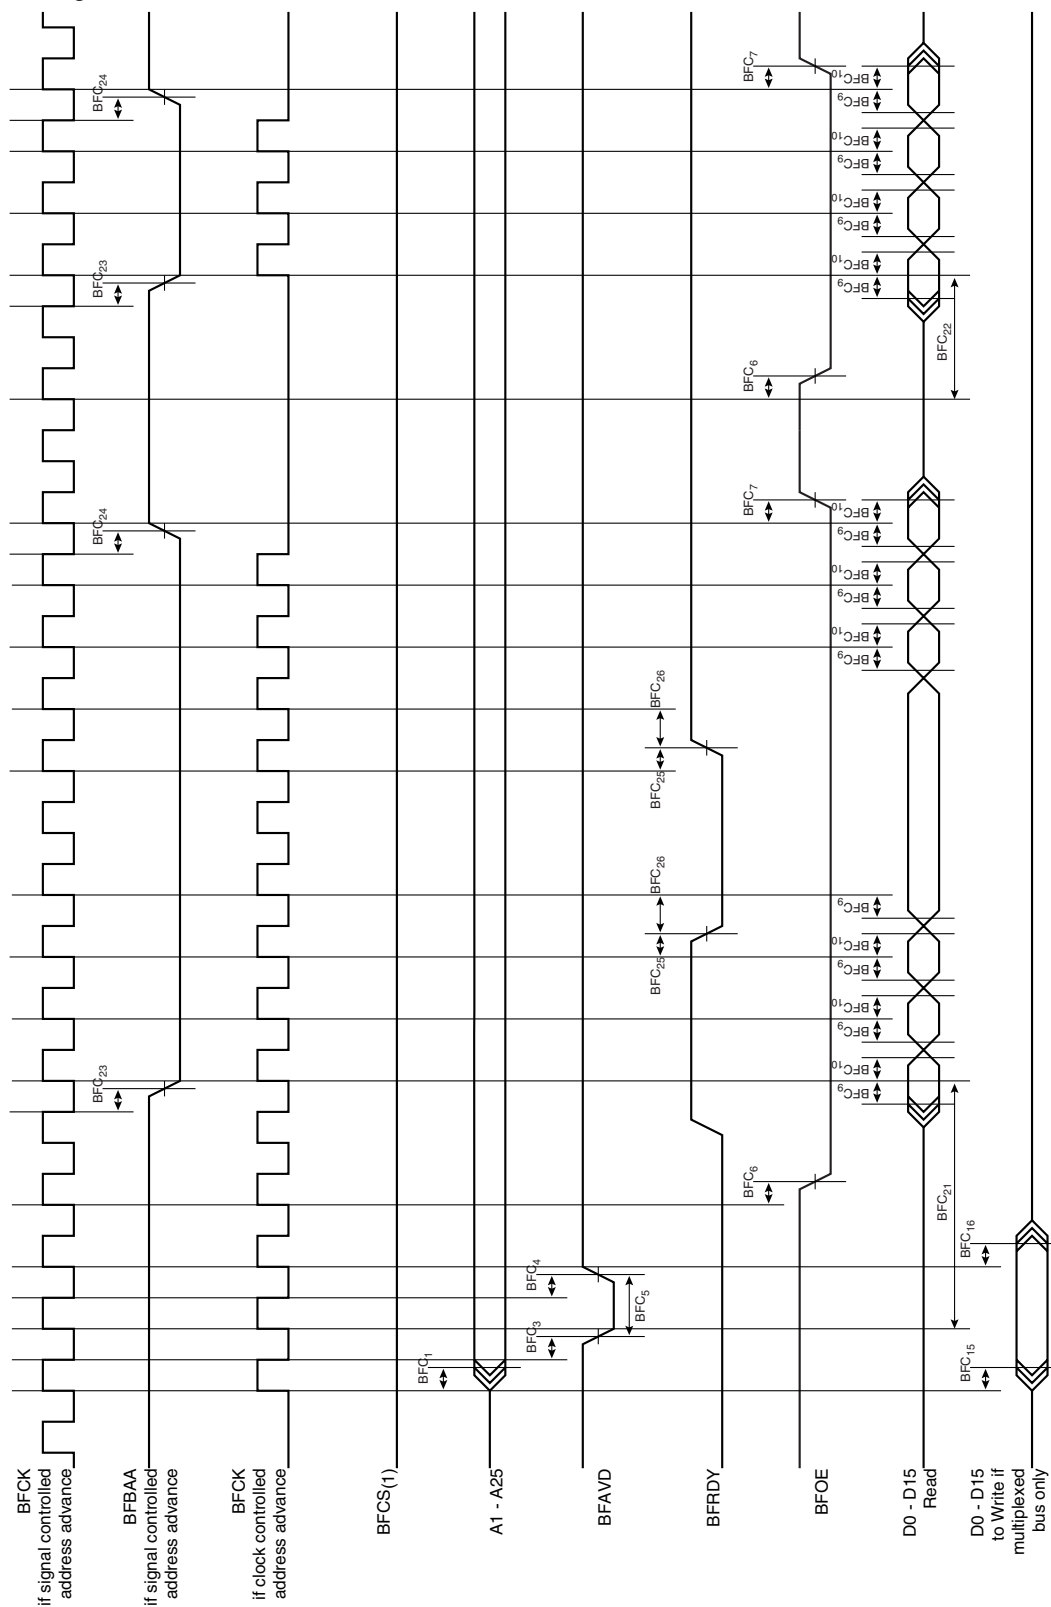 BFCK
if signal controlled
address advance
BFC23
BFC24
BFC23
BFC24
BFBAA
if signal controlled
address advance
BFCK
if clock controlled
address advance
BFCS(1)
BFC1
A1 - A25
BFC3
BFC4
BFAVD
BFC5
BFC25
BFC26
BFC25
BFC26
BFRDY
BFC6
BFC7
BFC6
BFC7
BFOE
BFC9
BFC10
BFC9
BFC10
BFC9
BFC10
BFC9
BFC9
BFC10
BFC9
BFC10
BFC9
BFC10
BFC9
BFC10
BFC9
BFC10
BFC9
BFC10
BFC9
BFC10
D0 - D15
Read
BFC21
BFC22
BFC15
BFC16
D0 - D15
to Write if
multiplexed
bus only